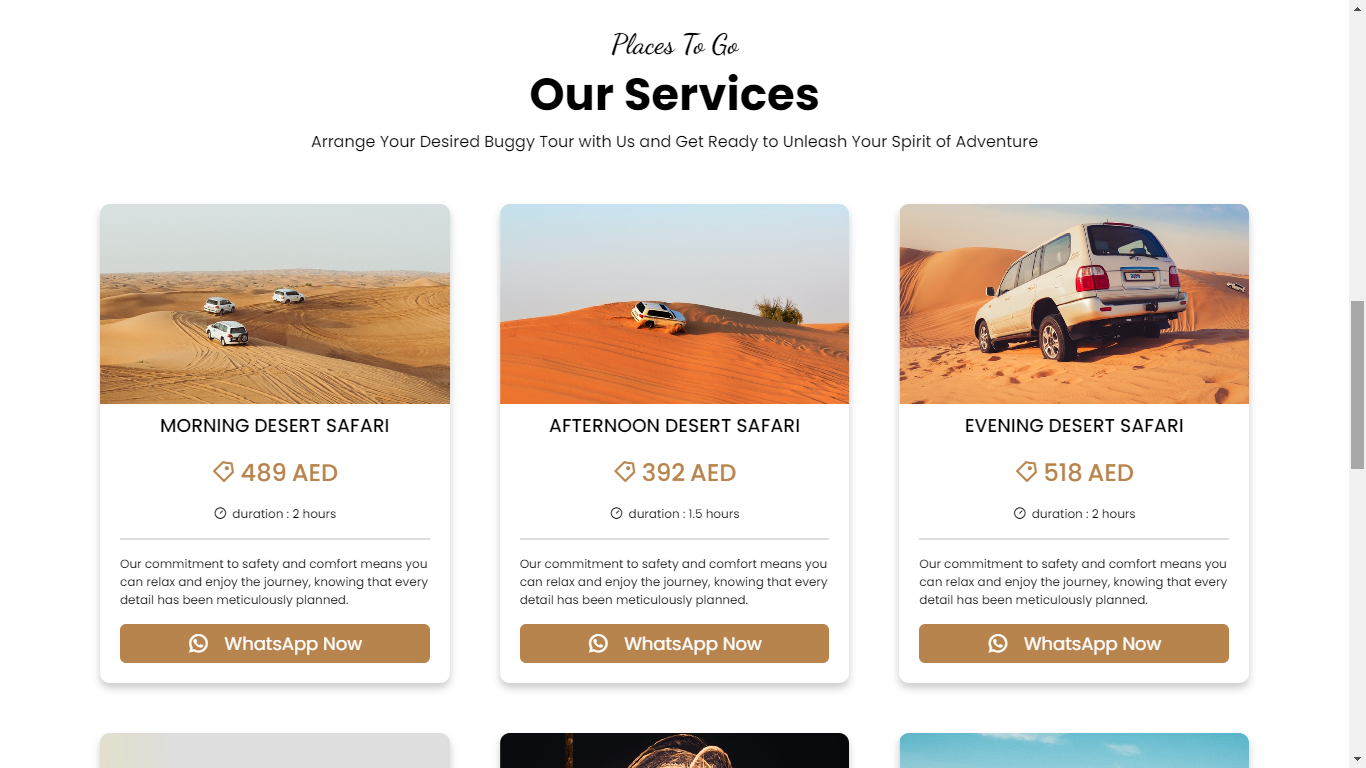 Places To Go
Our Services
Arrange Your Desired Buggy Tour with Us and Get Ready to Unleash Your Spirit of Adventure
MORNING DESERT SAFARI
489 AED
duration : 2 hours
Our commitment to safety and comfort means you
can relax and enjoy the journey, knowing that every
detail has been meticulously planned.
WhatsApp Now
AFTERNOON DESERT SAFARI
392 AED
duration : 1.5 hours
Our commitment to safety and comfort means you
can relax and enjoy the journey, knowing that every
detail has been meticulously planned.
WhatsApp Now
EVENING DESERT SAFARI
518 AED
duration : 2 hours
Our commitment to safety and comfort means you
can relax and enjoy the journey, knowing that every
detail has been meticulously planned.
WhatsApp Now